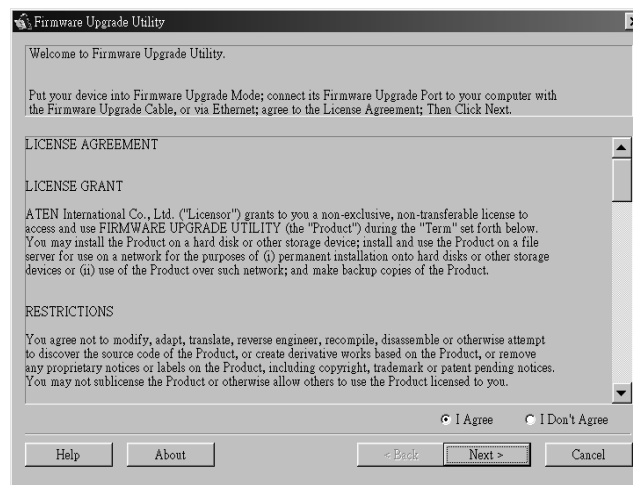 Firmware Upgrade Utility
Welcome to Firmware Upgrade Utility.
Put your device into Firmware Upgrade Mode; connect its Firmware Upgrade Port to your computer with
the Firmware Upgrade Cable, or via Ethernet; agree to the License Agreement; Then Click Next.
LICENSE AGREEMENT
LICENSE GRANT
ATEN International Co., Ltd. ("Licensor") grants to you a non-exclusive, non-transferable license to
access and use FIRMWARE UPGRADE UTILITY (the "Product") during the "Term" set forth below.
You may install the Product on a hard disk or other storage device; install and use the Product on a file
server for use on a network for the purposes of (i) permanent installation onto hard disks or other storage
devices or (ii) use of the Product over such network; and make backup copies of the Product.
RESTRICTIONS
You agree not to modify, adapt, translate, reverse engineer, recompile, disassemble or otherwise attempt
to discover the source code of the Product, or create derivative works based on the Product, or remove
any proprietary notices or labels on the Product, including copyright, trademark or patent pending notices.
You may not sublicense the Product or otherwise allow others to use the Product licensed to you.
I Agree I Don't Agree
Help About < Back Next > Cancel